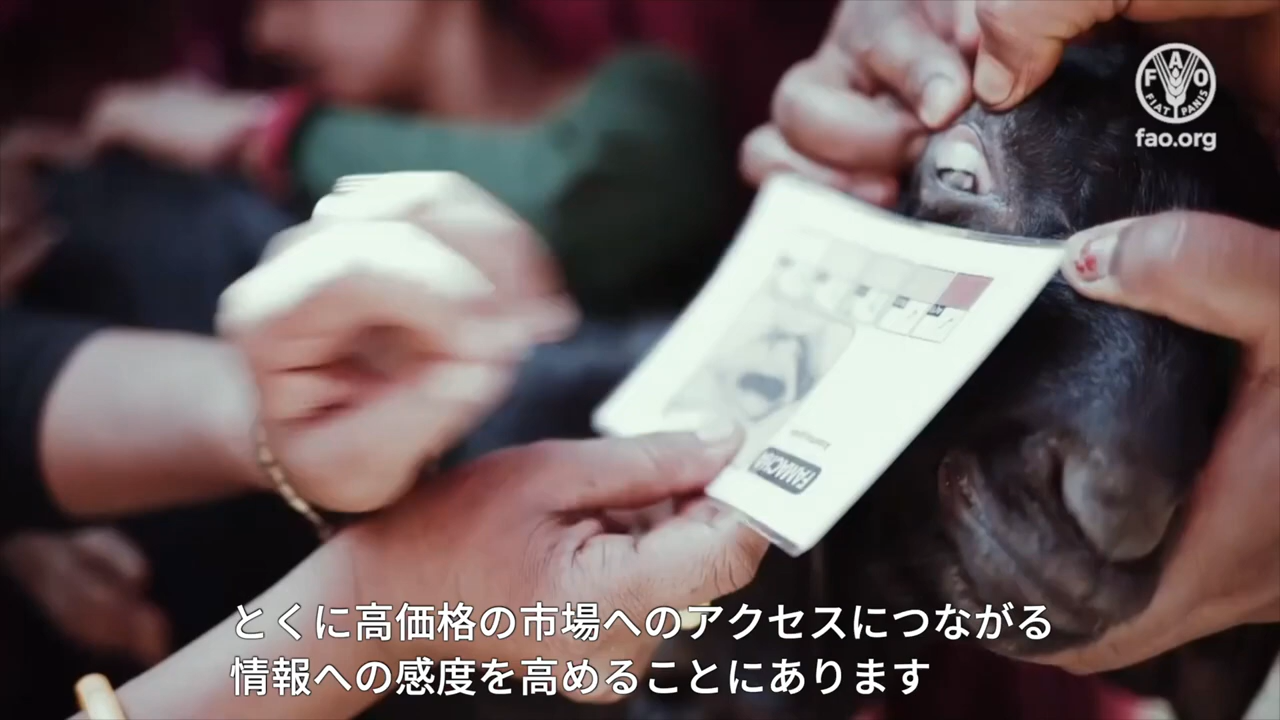 FAO
FIAT PANIS
fao.org
FAMACHA
とくに高価格の市場へのアクセスにつながる
情報への感度を高めることにあります